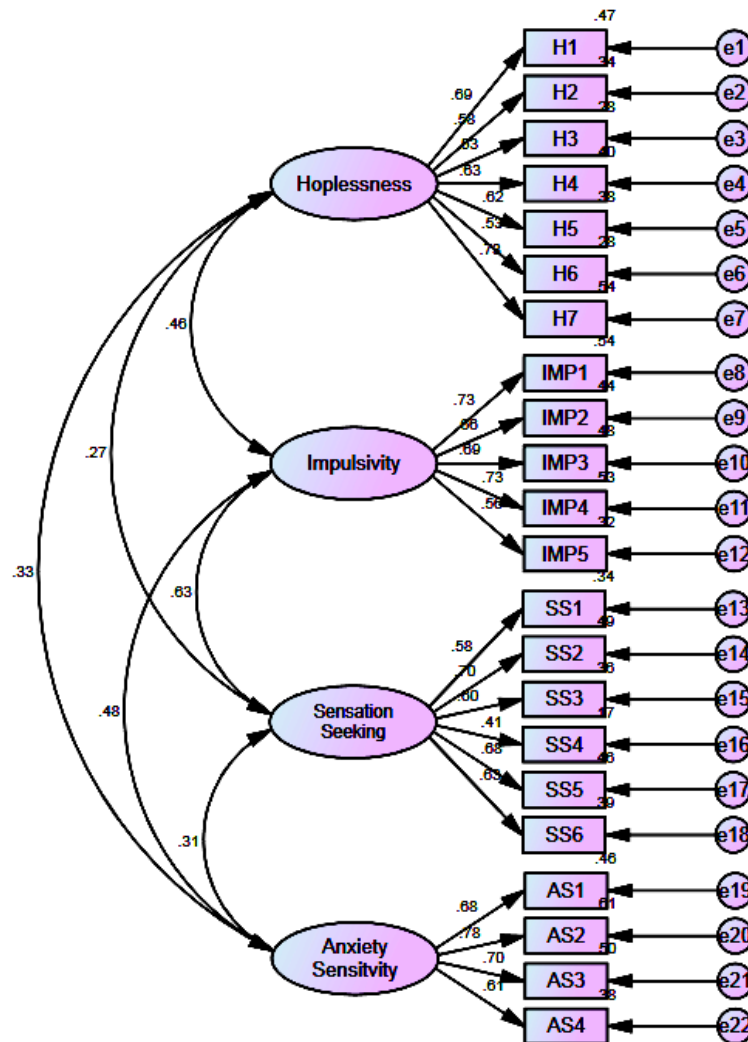 .47
H1
e1
.34
.69
H2
e2
.28
.58
H3
e3
.40
.53
Hoplessness
.63
H4
e4
.38
.62
H5
e5
.28
.53
H6
e6
.54
.73
H7
e7
.46
.54
IMP1
e8
.44
.73
IMP2
e9
.48
.66
.27
Impulsivity
.69
IMP3
e10
.53
.73
IMP4
e11
.32
.56
IMP5
e12
.33
.63
.34
SS1
e13
.49
.58
SS2
e14
.36
.70
.48
Sensation
Seeking
.60
SS3
e15
.17
.41
SS4
e16
.46
.68
SS5
e17
.39
.63
SS6
e18
.31
.46
AS1
e19
.61
.68
AS2
e20
.50
.78
Anxiety
Sensitvity
.70
AS3
e21
.38
.61
AS4
e22